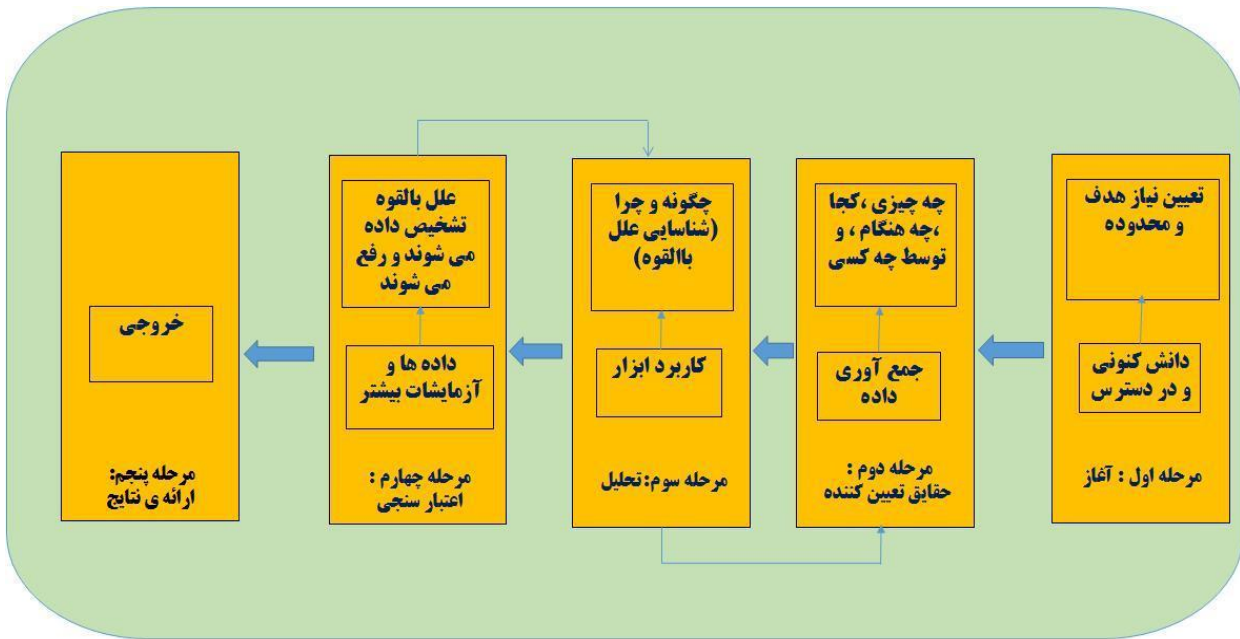 تعیین نیاز هدف
و محدوده
دانش کنونی
و در دسترس
مرحله اول : آغاز
چه چیزی ،کجا
،چه هنگام ، و
توسط چه کسی
جمع آوری
داده
مرحله دوم :
حقایق تعیین کننده
چگونه و چرا
(شناسایی علل
باالقوه)
کاربرد ابزار
مرحله سوم: تحلیل
علل بالقوه
تشخیص داده
می شوند و رفع
می شوند
داده ها و
آزمایشات بیشتر
مرحله چهارم :
اعتبار سنجی
خروجی
مرحله پنجم:
ارائه ی نتایج